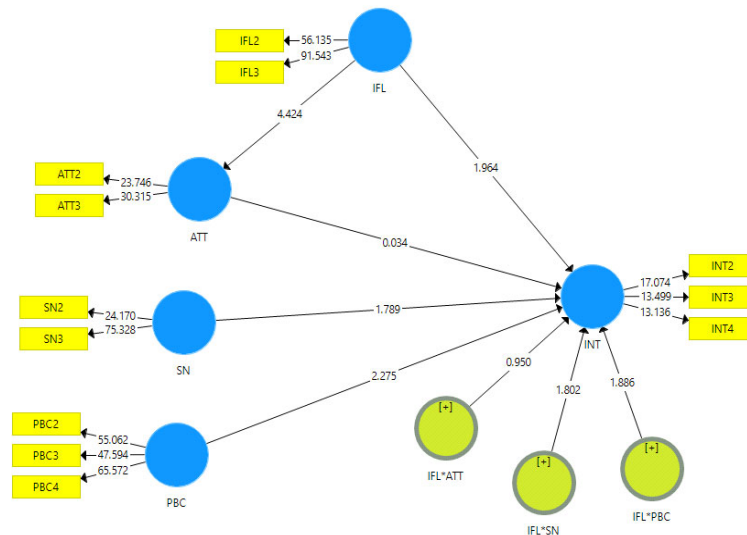 IFL2
56.135
91.543
IFL3
IFL
4.424
1.964
ATT2
23.746
30.315
ATT3
ATT
0.034
SN2
24.170
75.328
SN3
SN
1.789
INT2
17.074
13.499
INT3
13.136
INT4
INT
2.275
0.950
1.802
1.886
PBC2
55.062
47.594
PBC3
65.572
PBC4
PBC
[+]
IFL*ATT
[+]
IFL*SN
[+]
IFL*PBC